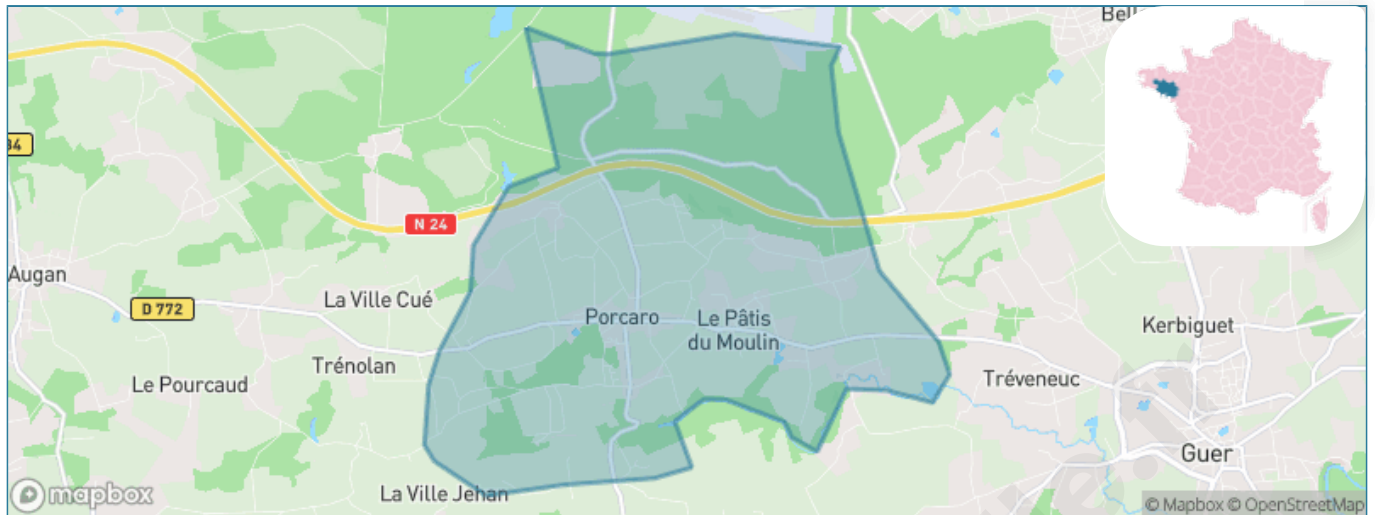 Bell
34
N 24
Augan
D 772
La Ville Cué
Porcaro
Le Pâtis
du Moulin
Kerbiguet
Trénolan
Le Pourcaud
Tréveneuc
Guer
La Ville Jehan
mapbox
© Mapbox © OpenStreetMap